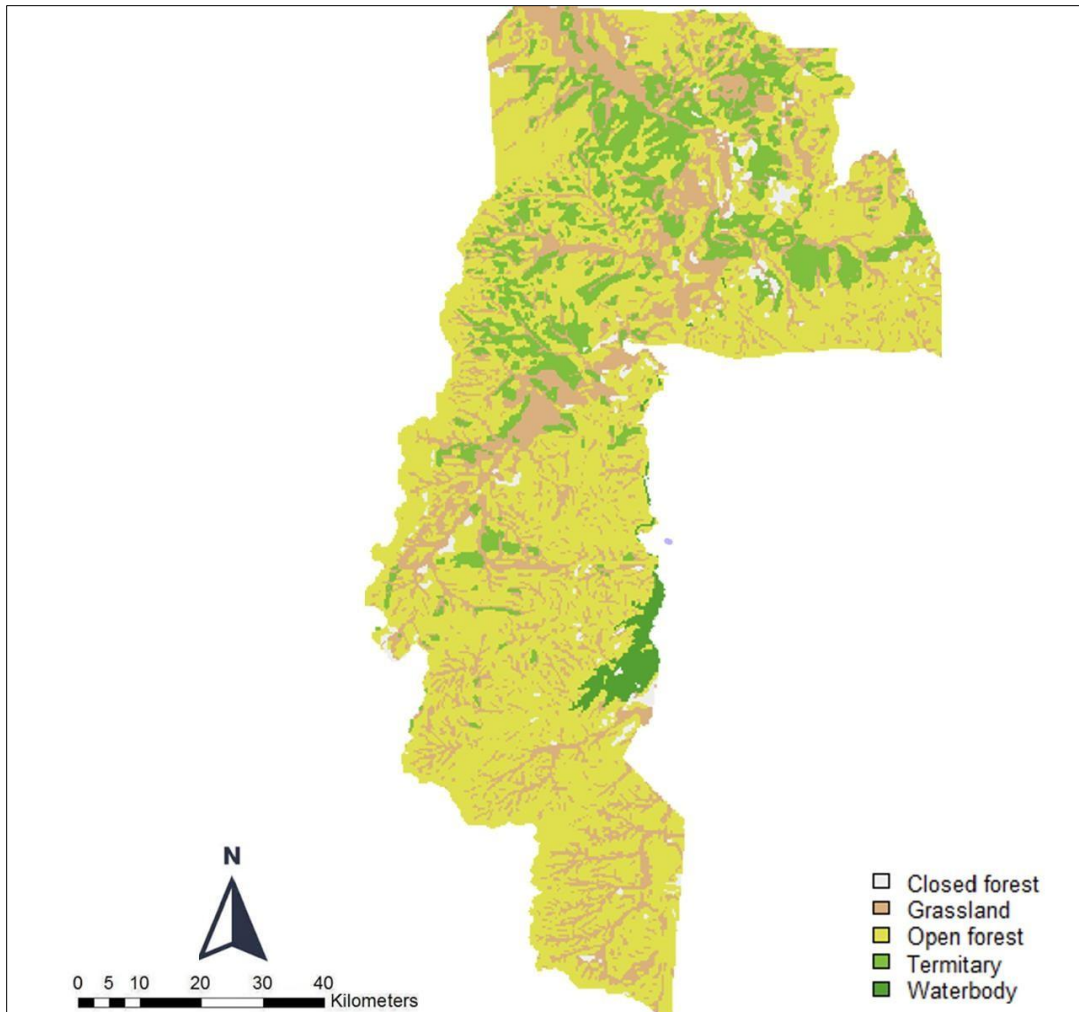 N
0 5 10 20 30 40
Kilometers
Closed forest
Grassland
Open forest
Termitary
Waterbody